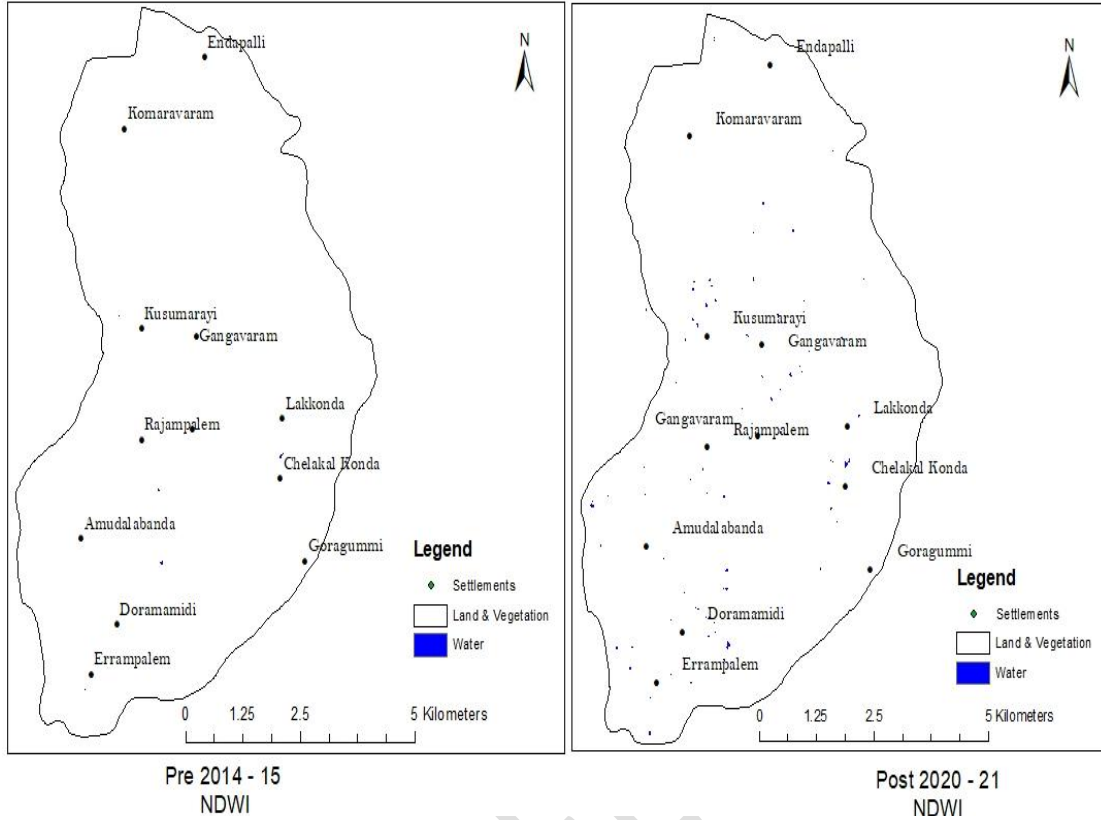 N
Endapalli
Komaravaram
Kusumarayi
Gangavaram
Lakkonda
Rajampalem
Chelakal Konda
Amudalabanda
Goragummi
Doramamidi
Errampalem
Legend
Settlements
Land & Vegetation
Water
0 1.25 2.5 5 Kilometers
Pre 2014 - 15
NDWI
N
Endapalli
Komaravaram
Kusumarayi
Gangavaram
Gangavaram
Rajampalem
Lakkonda
Chelakal Konda
Amudalabanda
Goragummi
Doramamidi
Errampalem
Legend
Settlements
Land & Vegetation
Water
0 1.25 2.5 5 Kilometers
Post 2020 - 21
NDWI